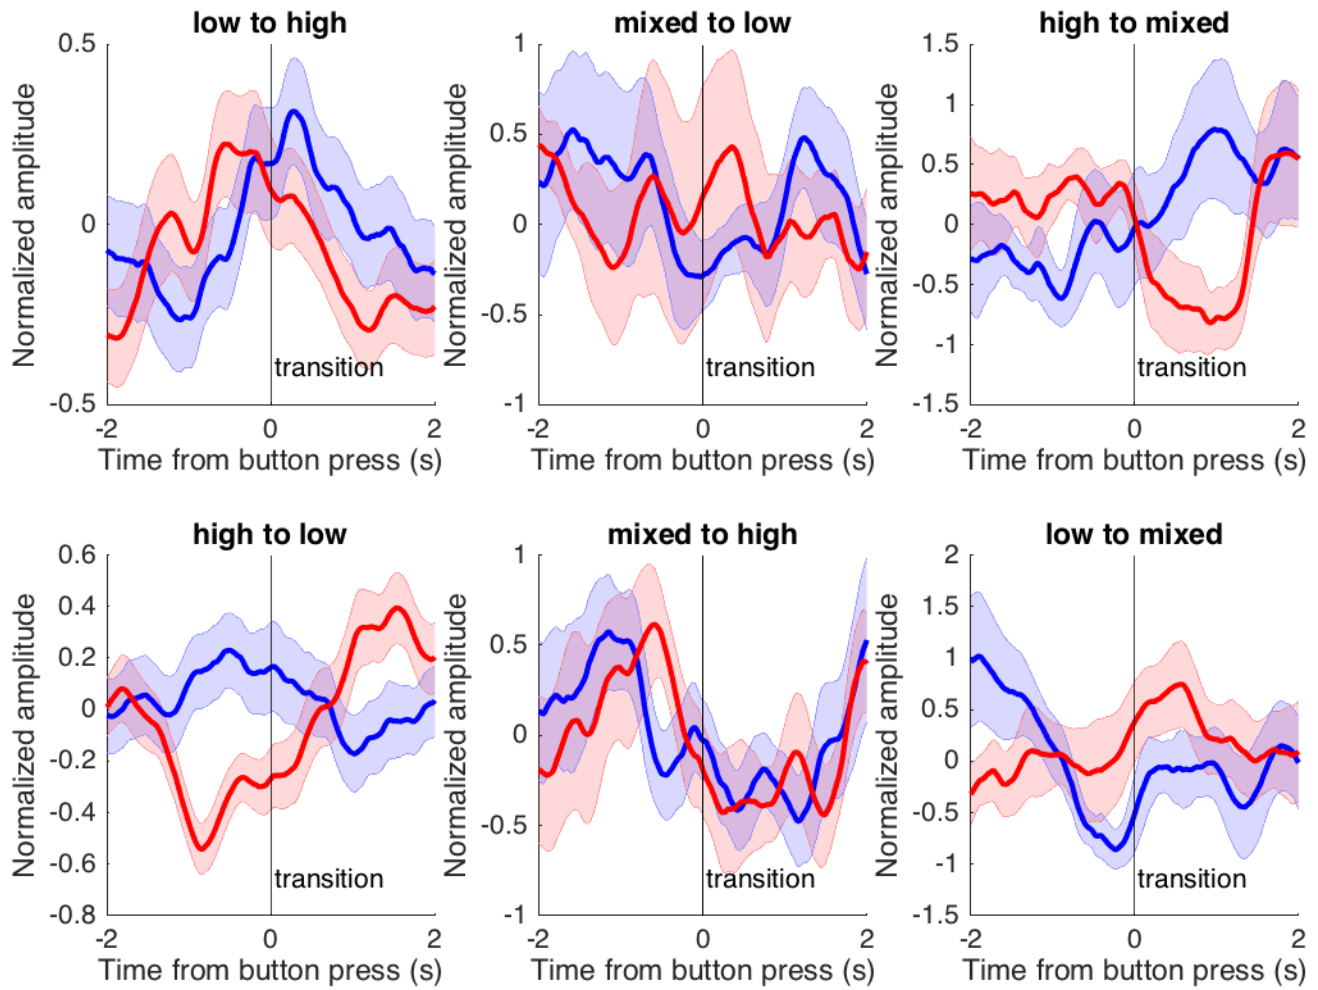 low to high
0.5
0
-0.5
Normalized amplitude
transition
-2 0 2
Time from button press (s)
mixed to low
1
0.5
0
-0.5
-1
Normalized amplitude
transition
-2 0 2
Time from button press (s)
high to mixed
1.5
1
0.5
0
-0.5
-1
-1.5
Normalized amplitude
transition
-2 0 2
Time from button press (s)
high to low
0.6
0.4
0.2
0
-0.2
-0.4
-0.6
-0.8
Normalized amplitude
transition
-2 0 2
Time from button press (s)
mixed to high
1
0.5
0
-0.5
-1
Normalized amplitude
transition
-2 0 2
Time from button press (s)
low to mixed
2
1.5
1
0.5
0
-0.5
-1
-1.5
Normalized amplitude
transition
-2 0 2
Time from button press (s)